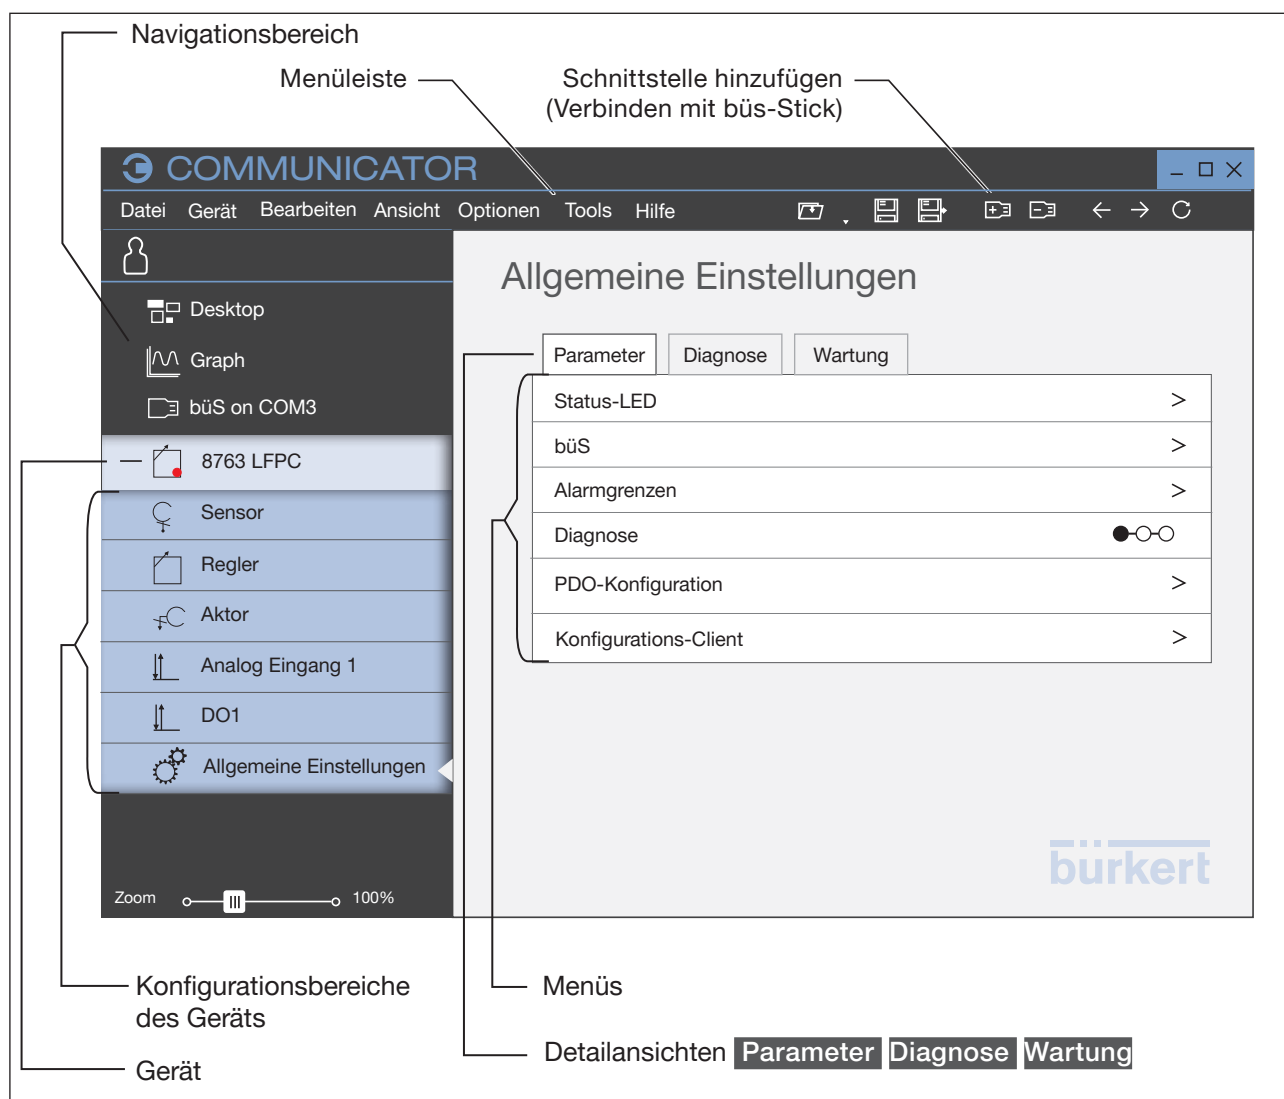 Navigationsbereich
Menüleiste
Schnittstelle hinzufügen
(Verbinden mit büs-Stick)
COMMUNICATOR
Datei Gerät Bearbeiten Ansicht Optionen Tools Hilfe
Allgemeine Einstellungen
Desktop
Graph
büS on COM3
8763 LFPC
Sensor
Regler
Aktor
Analog Eingang 1
DO1
Allgemeine Einstellungen
Zoom 100%
Parameter Diagnose Wartung
Status-LED
büS
Alarmgrenzen
Diagnose
PDO-Konfiguration
Konfigurations-Client
bürkert
Konfigurationsbereiche
des Geräts
Gerät
Menüs
Detailansichten Parameter Diagnose Wartung